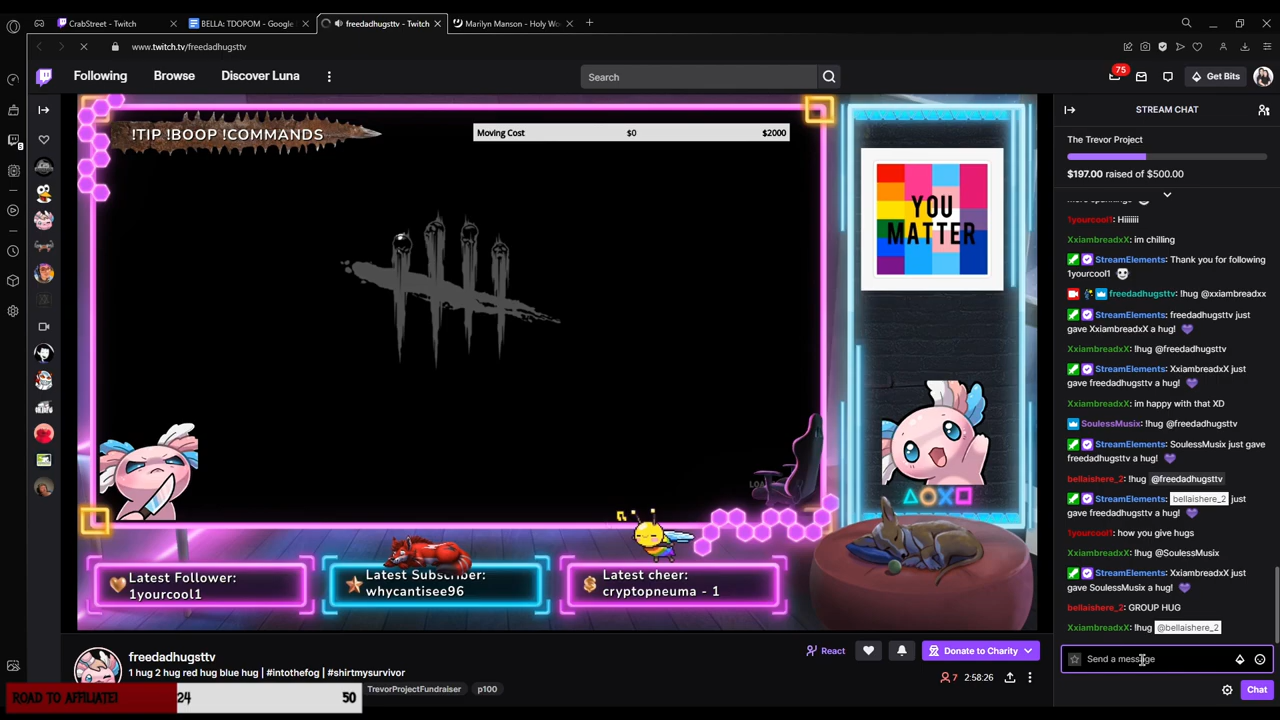 CrabStreet - Twitch
BELLA: TDOPOM - Google
freedadhugsttv - Twitch
Marilyn Manson - Holy Wo
www.twitch.tv/freedadhugsttv
Following
Browse
Discover Luna
Search
75
Get Bits
!TIP !BOOP !COMMANDS
Moving Cost $0 $2000
YOU
MATTER
Latest Follower:
1yourcool1
Latest Subscriber:
whycantisee96
Latest cheer:
cryptopneuma - 1
freedadhugsttv
1 hug 2 hug red hug blue hug | #intothefog | #shirtmysurvivor
TrevorProjectFundraiser
p100
React
Donate to Charity
7
2:58:26
ROAD TO AFFILIATE!
24
50
STREAM CHAT
The Trevor Project
$197.00 raised of $500.00
1yourcool1: Hiiiiiii
XxiambreadxX: im chilling
StreamElements: Thank you for following
1yourcool1
freedadhugsttv: !hug @xxiambreadxx
StreamElements: freedadhugsttv just
gave XxiambreadxX a hug!
XxiambreadxX: !hug @freedadhugsttv
StreamElements: XxiambreadxX just
gave freedadhugsttv a hug!
XxiambreadxX: im happy with that XD
SoulessMusix: !hug @freedadhugsttv
StreamElements: SoulessMusix just gave
freedadhugsttv a hug!
bellaishere_2: !hug @freedadhugsttv
StreamElements: bellaishere_2 just
gave freedadhugsttv a hug!
1yourcool1: how you give hugs
XxiambreadxX: !hug @SoulessMusix
StreamElements: XxiambreadxX just
gave SoulessMusix a hug!
bellaishere_2: GROUP HUG
XxiambreadxX: !hug @bellaishere_2
Send a message
Chat